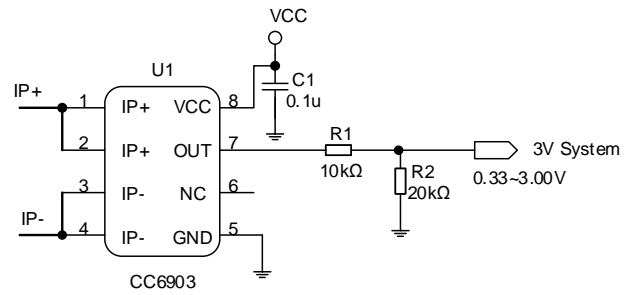 VCC
U1
C1
0.1u
IP+
1
IP+
VCC
8
2
IP+
OUT
7
R1
10kΩ
3V System
0.33~3.00V
R2
20kΩ
3
IP-
NC
6
IP-
4
IP-
GND
5
CC6903